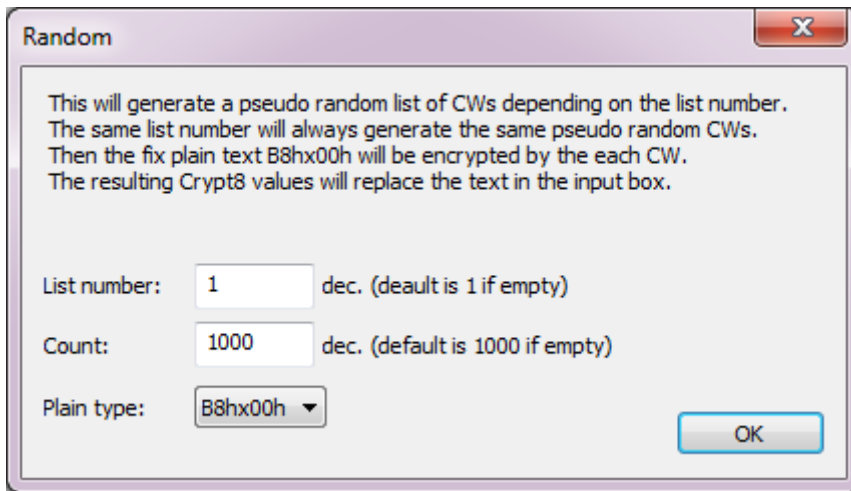 Random
This will generate a pseudo random list of CWs depending on the list number.
The same list number will always generate the same pseudo random CWs.
Then the fix plain text B8hx00h will be encrypted by the each CW.
The resulting Crypt8 values will replace the text in the input box.
List number: 1 dec. (deault is 1 if empty)
Count: 1000 dec. (default is 1000 if empty)
Plain type: B8hx00h
OK